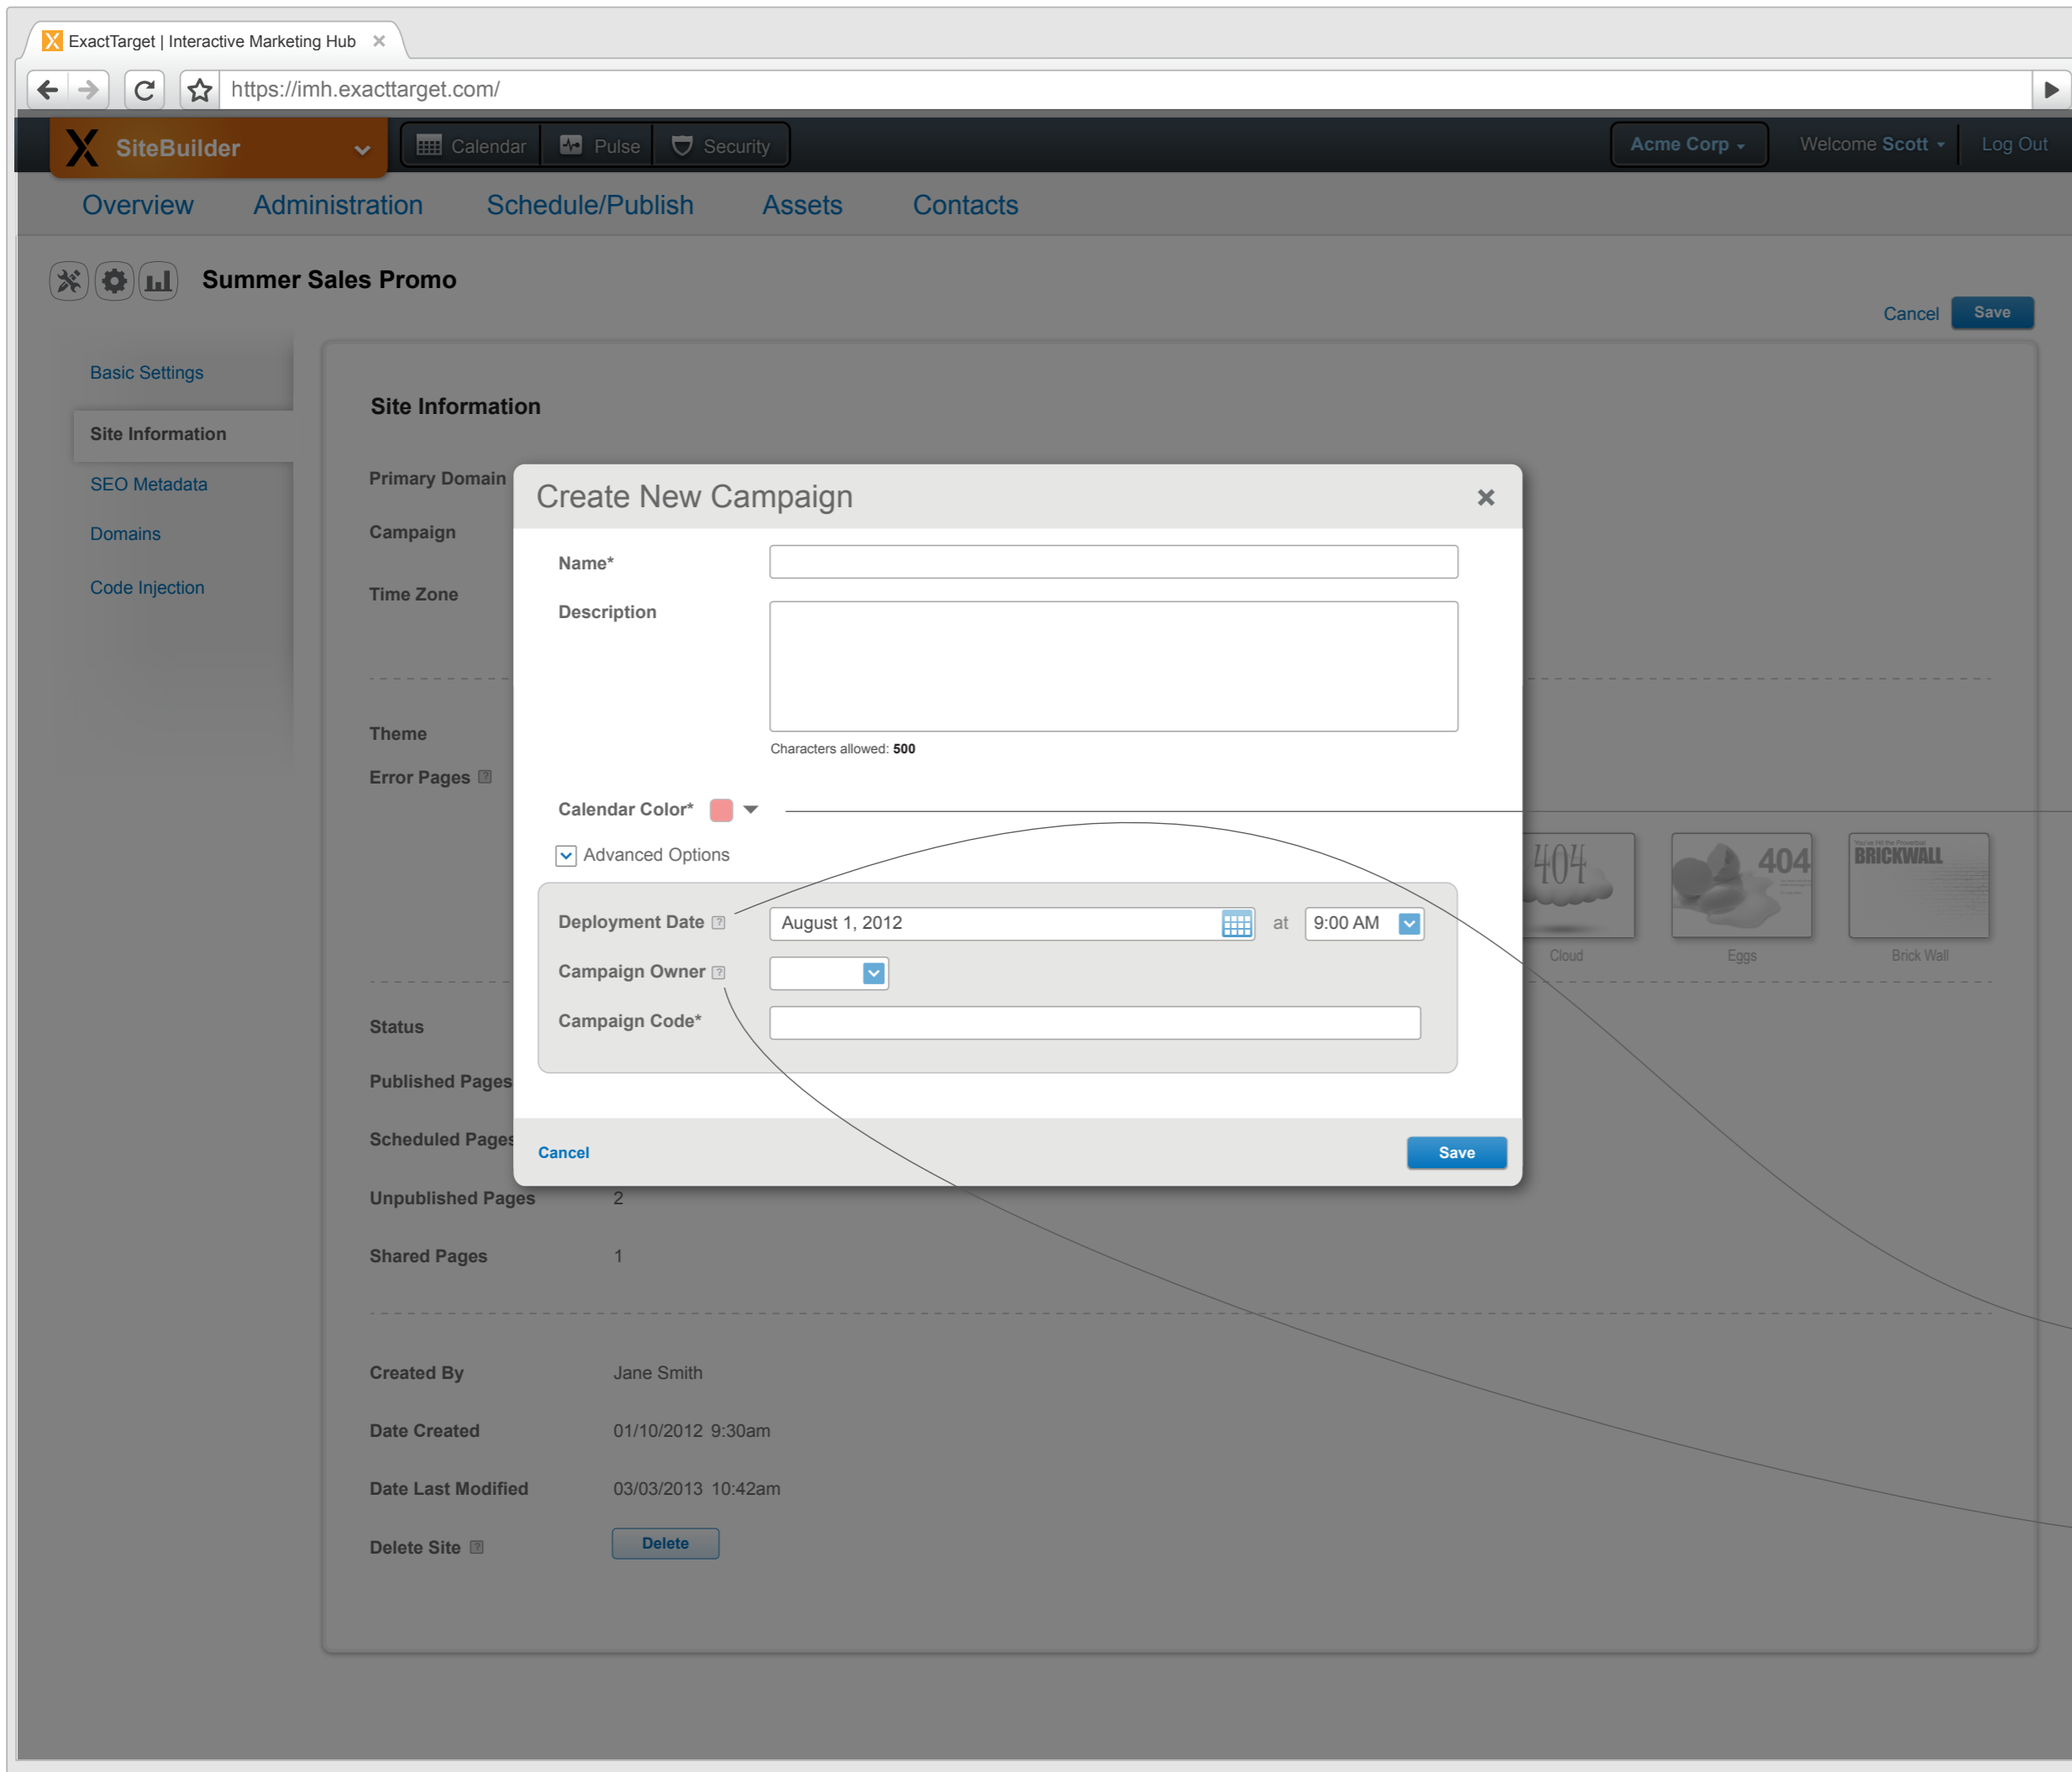 ExactTarget | Interactive Marketing Hub
https://imh.exacttarget.com/
SiteBuilder
Calendar
Pulse
Security
Acme Corp
Welcome Scott
Log Out
Overview
Administration
Schedule/Publish
Assets
Contacts
Summer Sales Promo
Cancel
Save
Basic Settings
Site Information
SEO Metadata
Domains
Code Injection
Site Information
Primary Domain
Campaign
Time Zone
Theme
Error Pages ?
404
Cloud
404
Eggs
You've Hit the Proverbial
BRICKWALL
Brick Wall
Status
Published Pages
Scheduled Pages
Unpublished Pages 2
Shared Pages 1
Created By Jane Smith
Date Created 01/10/2012 9:30am
Date Last Modified 03/03/2013 10:42am
Delete Site ? Delete
Create New Campaign
Name*
Description
Characters allowed: 500
Calendar Color*
Advanced Options
Deployment Date ? August 1, 2012 at 9:00 AM
Campaign Owner ?
Campaign Code*
Cancel
Save